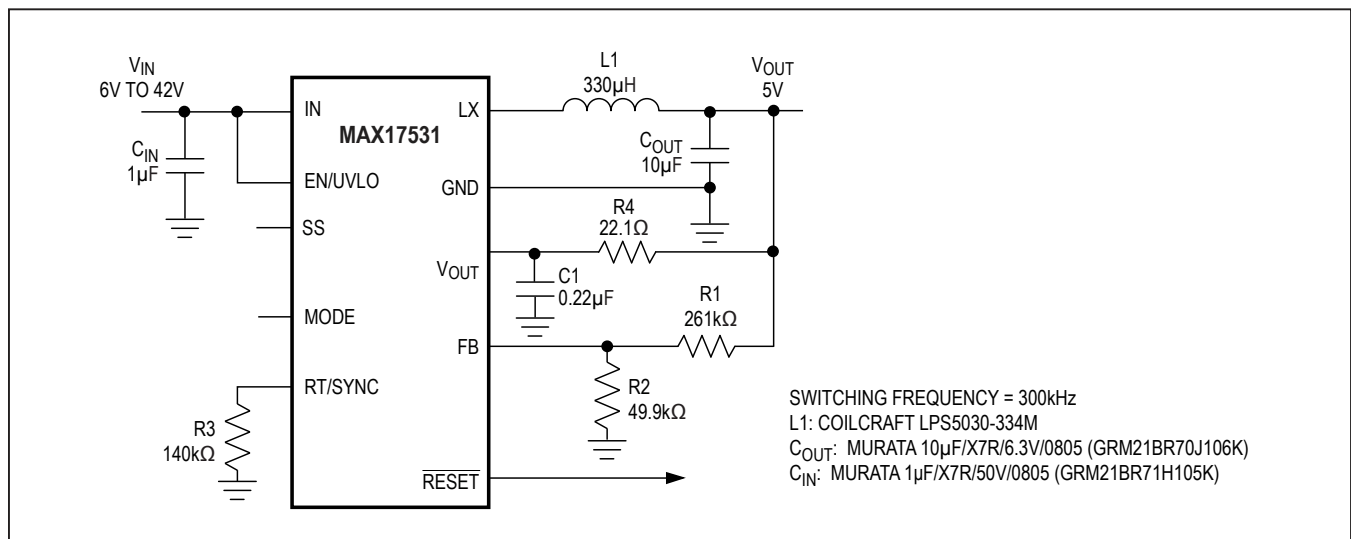 VIN
6V TO 42V
CIN
1µF
IN
EN/UVLO
SS
MODE
RT/SYNC
R3
140kΩ
MAX17531
LX
GND
VOUT
FB
RESET
L1
330µH
VOUT
5V
COUT
10µF
R4
22.1Ω
C1
0.22µF
R1
261kΩ
R2
49.9kΩ
SWITCHING FREQUENCY = 300kHz
L1: COILCRAFT LPS5030-334M
COUT: MURATA 10µF/X7R/6.3V/0805 (GRM21BR70J106K)
CIN: MURATA 1µF/X7R/50V/0805 (GRM21BR71H105K)